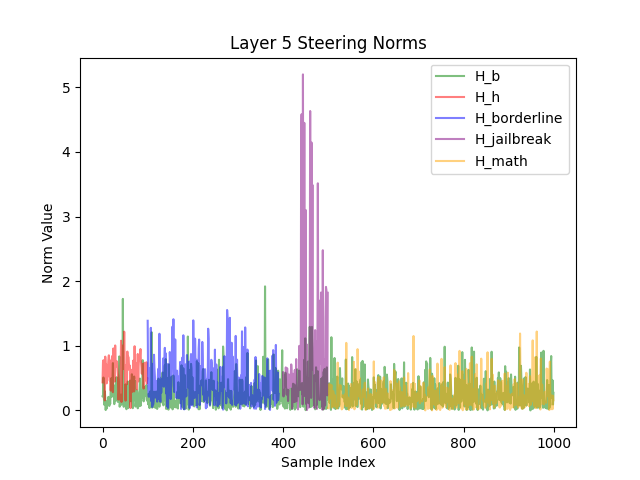 Layer 5 Steering Norms
Norm Value
5
4
3
2
1
0
H_b
H_h
H_borderline
H_jailbreak
H_math
0 200 400 600 800 1000
Sample Index